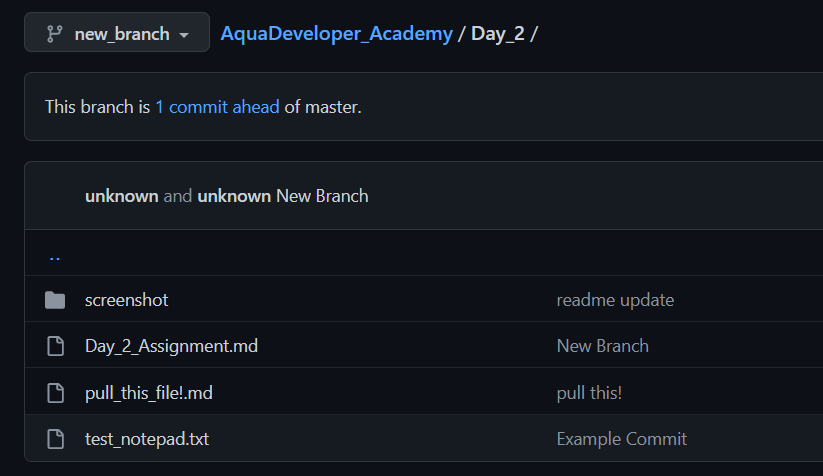 new_branch AquaDeveloper_Academy / Day_2 /
This branch is 1 commit ahead of master.
unknown and unknown New Branch
..
screenshot readme update
Day_2_Assignment.md New Branch
pull_this_file!.md pull this!
test_notepad.txt Example Commit